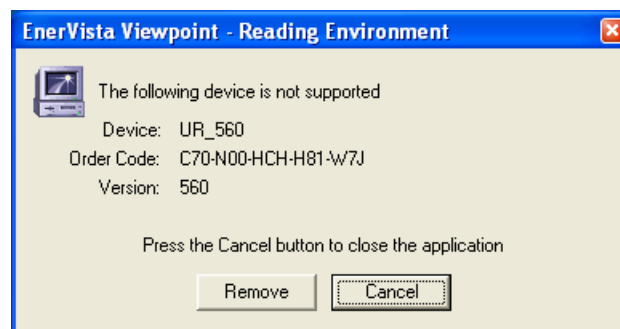 EnerVista Viewpoint - Reading Environment
The following device is not supported
Device: UR_560
Order Code: C70-N00-HCH-H81-W7J
Version: 560
Press the Cancel button to close the application
Remove Cancel